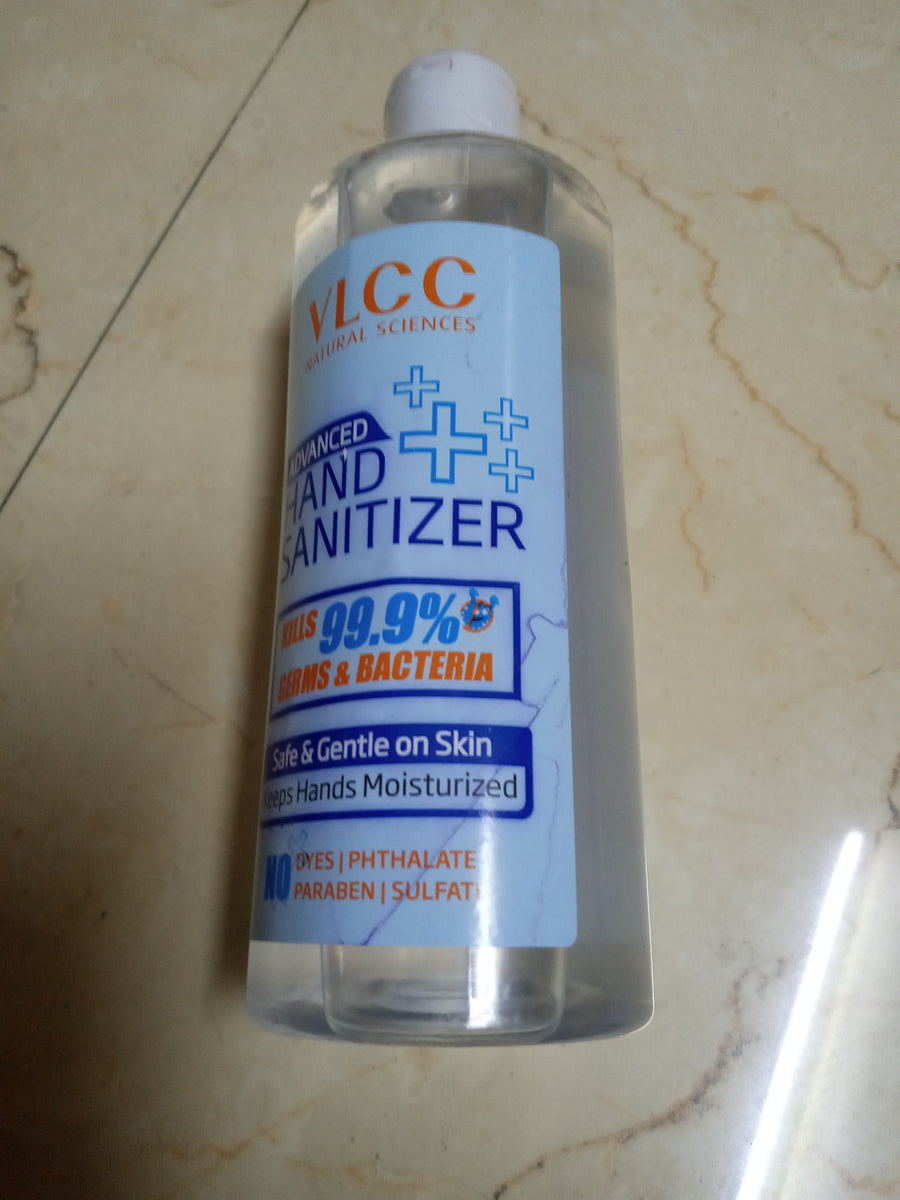 VLCC
NATURAL SCIENCES
ADVANCED
HAND
SANITIZER
KILLS 99.9%
GERMS & BACTERIA
Safe & Gentle on Skin
Keeps Hands Moisturized
NO DYES | PHTHALATE
PARABEN | SULFATE